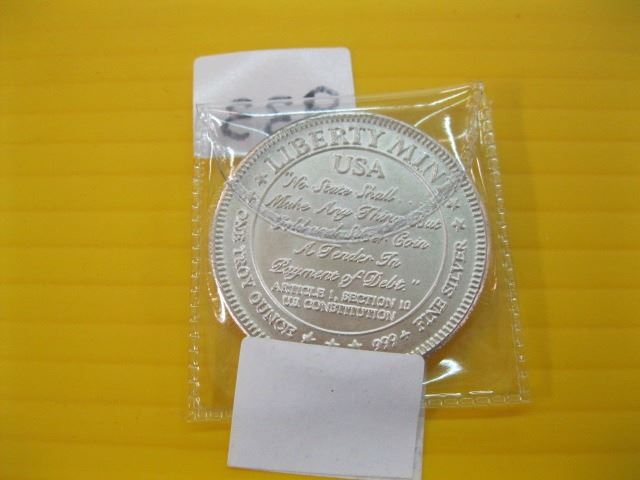 LIBERTY MINT
USA
"No State Shall ...
Make Any Thing But
Gold and Silver Coin
A Tender In
Payment of Debt."
ARTICLE 1, SECTION 10
U.S. CONSTITUTION
ONE TROY OUNCE
.999+ FINE SILVER